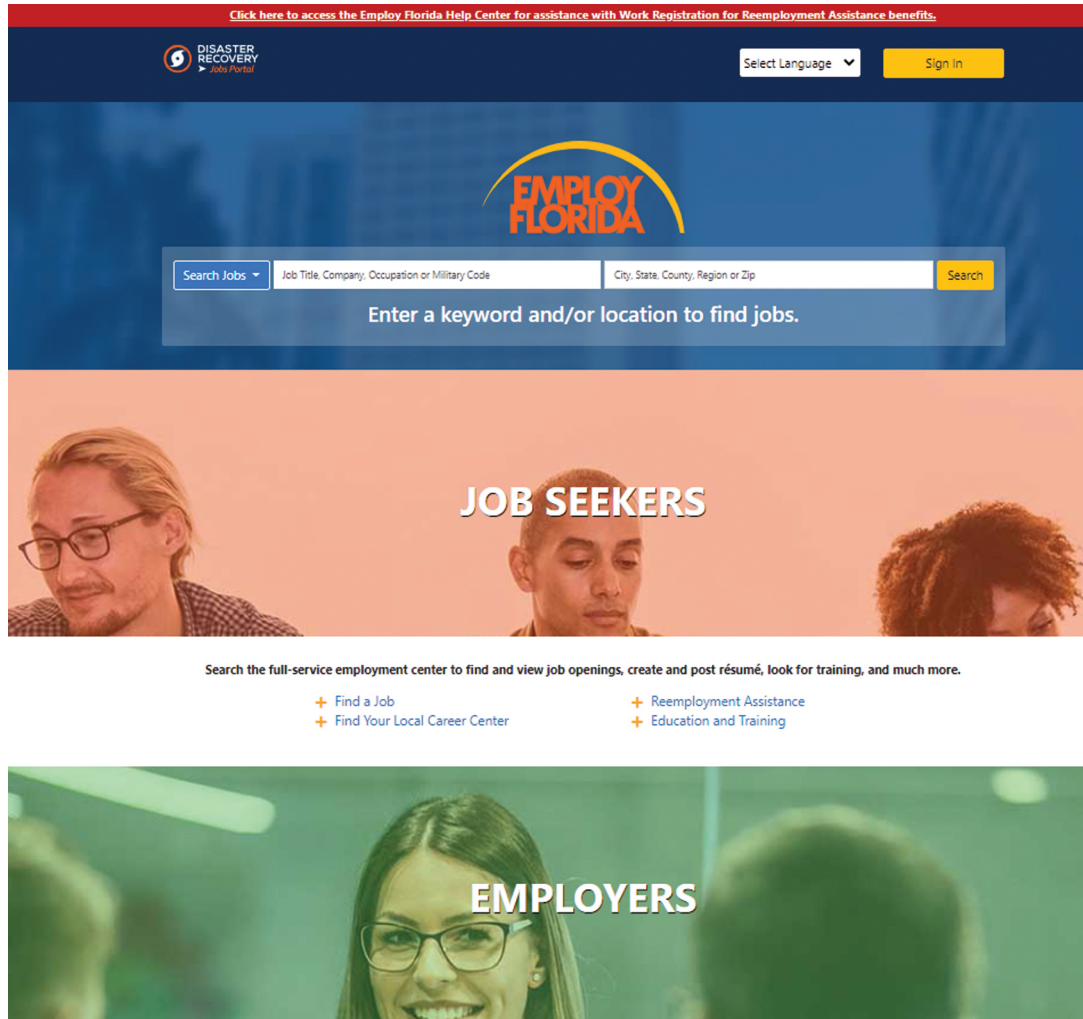 Click here to access the Employ Florida Help Center for assistance with Work Registration for Reemployment Assistance benefits.
DISASTER
RECOVERY
Jobs Portal
Select Language
Sign In
EMPLOY
FLORIDA
Search Jobs
Job Title, Company, Occupation or Military Code
City, State, County, Region or Zip
Search
Enter a keyword and/or location to find jobs.
JOB SEEKERS
Search the full-service employment center to find and view job openings, create and post résumé, look for training, and much more.
+ Find a Job
+ Reemployment Assistance
+ Find Your Local Career Center
+ Education and Training
EMPLOYERS